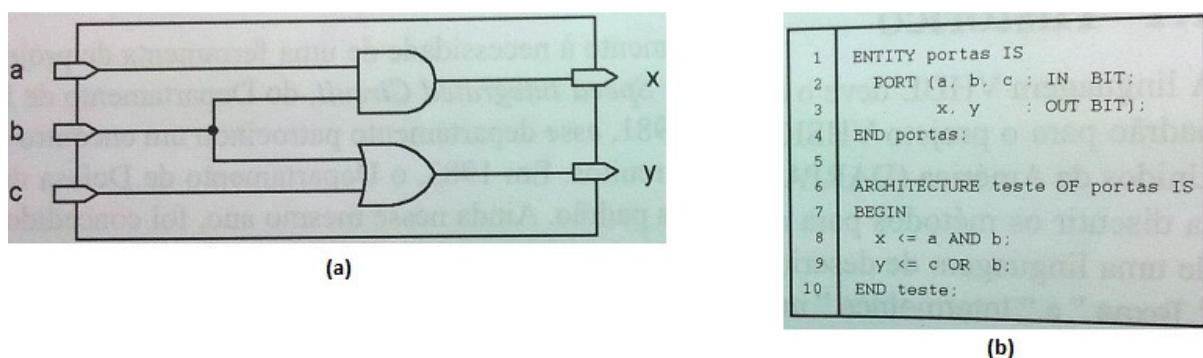 a
b
c
x
y
(a)
1 ENTITY portas IS
2 PORT (a, b, c : IN BIT;
3 x, y : OUT BIT);
4 END portas;
5
6 ARCHITECTURE teste OF portas IS
7 BEGIN
8 x <= a AND b;
9 y <= c OR b;
10 END teste;
(b)